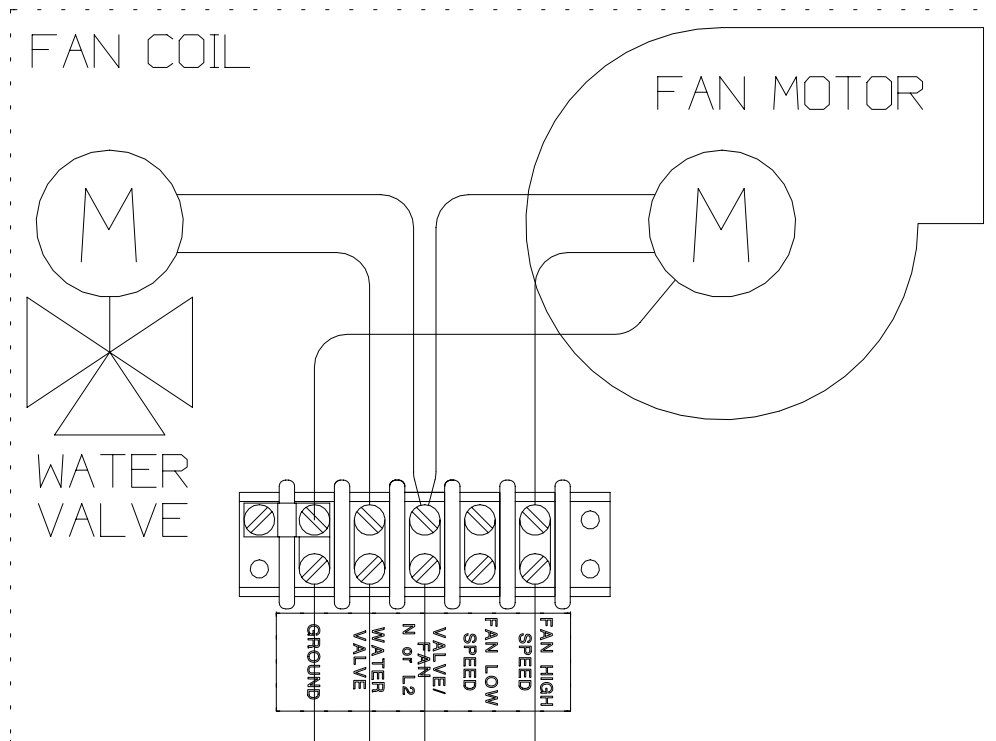 FAN COIL
FAN MOTOR
M
M
WATER
VALVE
GROUND
WATER
VALVE
VALVE/
FAN
N or L2
FAN LOW
SPEED
FAN HIGH
SPEED